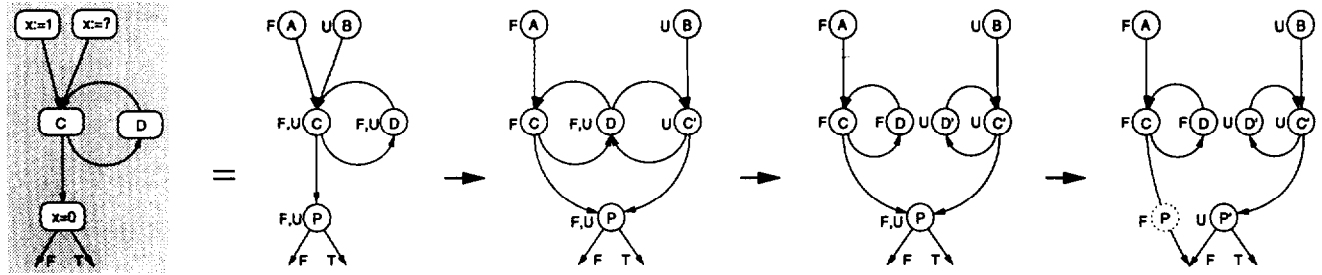 x:=1 x:=? F A U B F A U B F A U B F A U B
C D F,U C F,U D F C F,U D U C' F C F D U D' U C' F C F D U D' U C'
=
x=0 F,U P F,U P F,U P F P U P'
F T F T F T F T F T